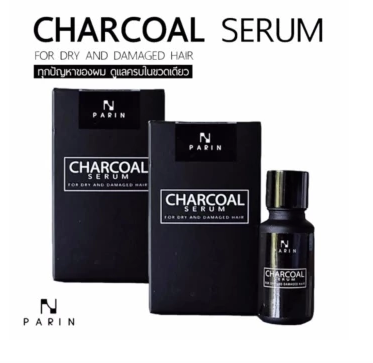 CHARCOAL SERUM
FOR DRY AND DAMAGED HAIR
ทุกปัญหาของผม ดูแลครบในขวดเดียว
N
PARIN
CHARCOAL
SERUM
FOR DRY AND DAMAGED HAIR
N
PARIN
CHARCOAL
SERUM
FOR DRY AND DAMAGED HAIR
N
PARIN
CHARCOAL
SERUM
FOR DRY AND DAMAGED HAIR
N
PARIN